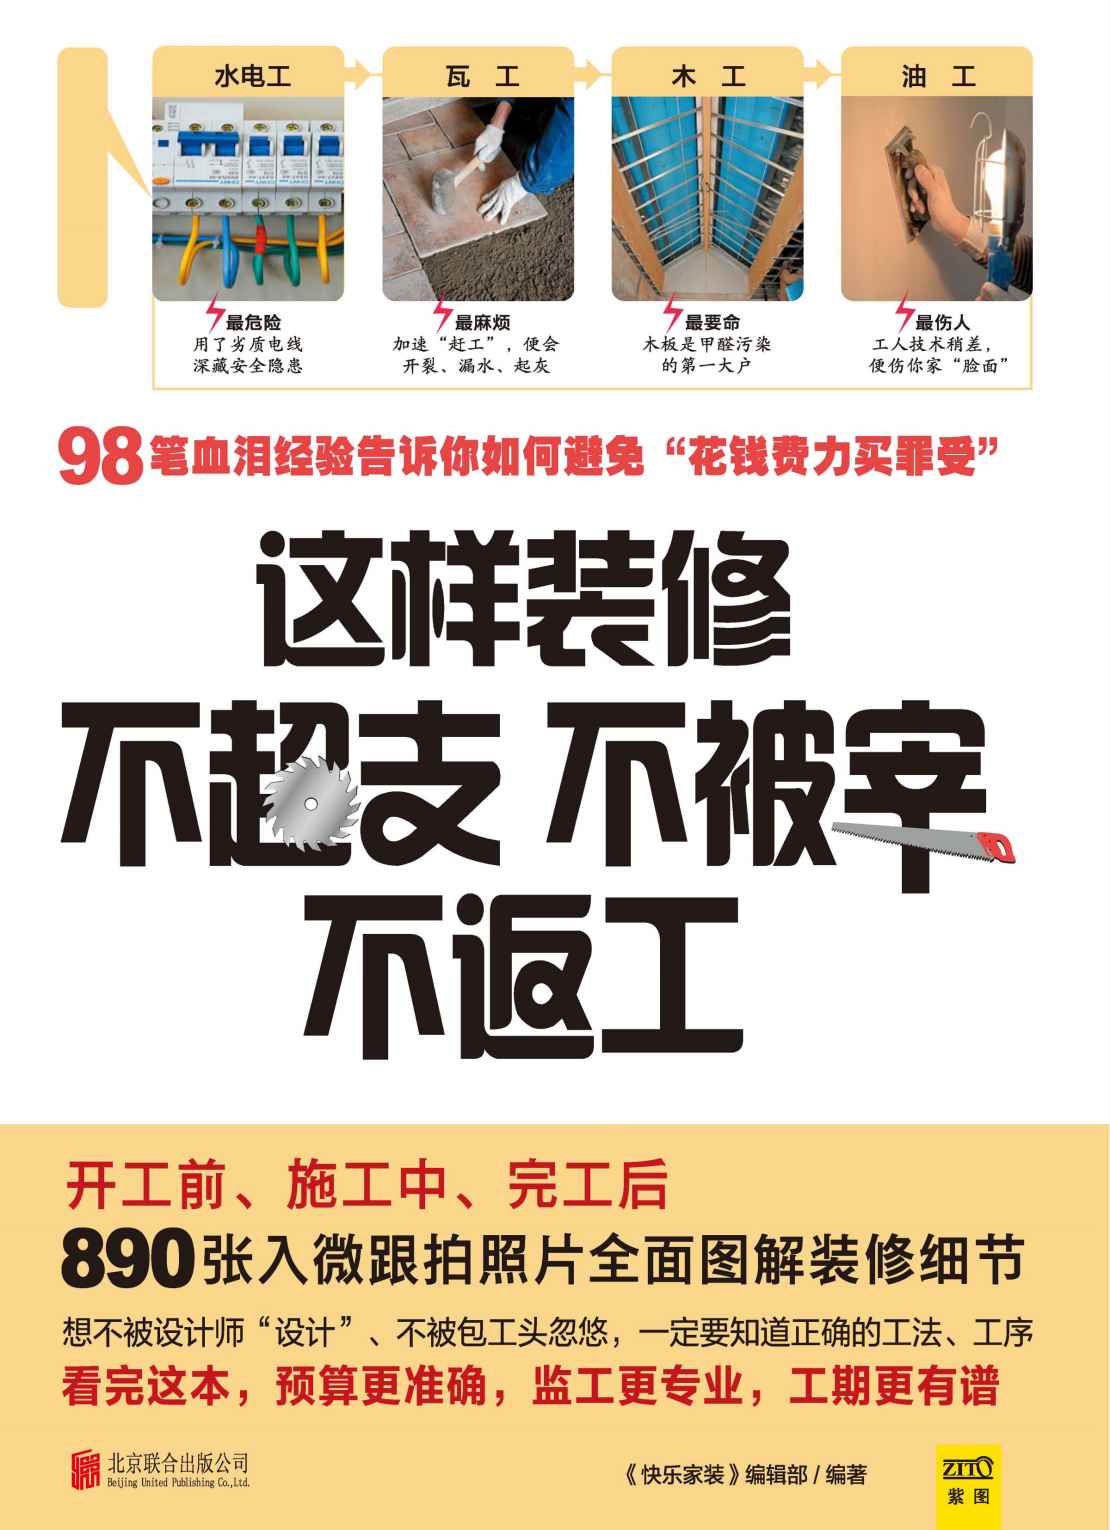 水电工
瓦 工
木 工
油 工
最危险
用了劣质电线
深藏安全隐患
最麻烦
加速“赶工”，便会
开裂、漏水、起灰
最要命
木板是甲醛污染
的第一大户
最伤人
工人技术稍差，
便伤你家“脸面”
98笔血泪经验告诉你如何避免“花钱费力买罪受”
这样装修
不超支 不被宰
不返工
开工前、施工中、完工后
890张入微跟拍照片全面图解装修细节
想不被设计师“设计”、不被包工头忽悠，一定要知道正确的工法、工序
看完这本，预算更准确，监工更专业，工期更有谱
北京联合出版公司
Beijing United Publishing Co.,Ltd.
《快乐家装》编辑部 / 编著
ZITO
紫图